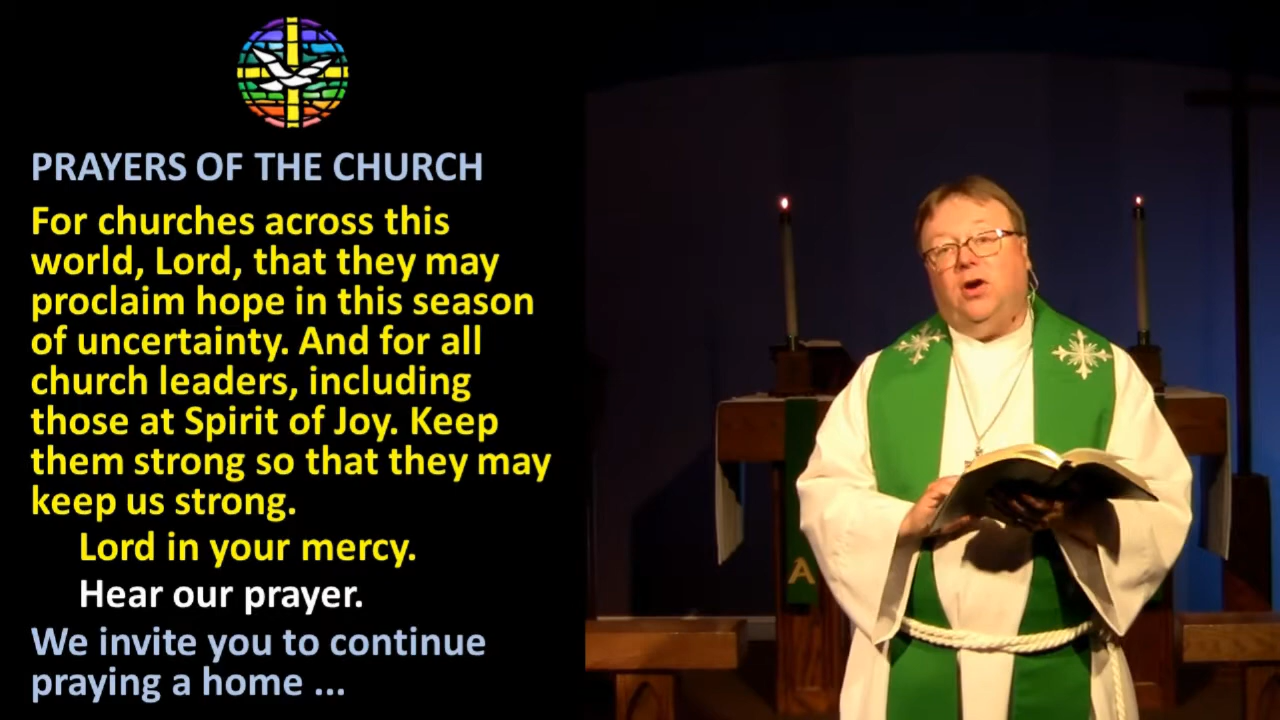 PRAYERS OF THE CHURCH
For churches across this
world, Lord, that they may
proclaim hope in this season
of uncertainty. And for all
church leaders, including
those at Spirit of Joy. Keep
them strong so that they may
keep us strong.
Lord in your mercy.
Hear our prayer.
We invite you to continue
praying a home ...
A